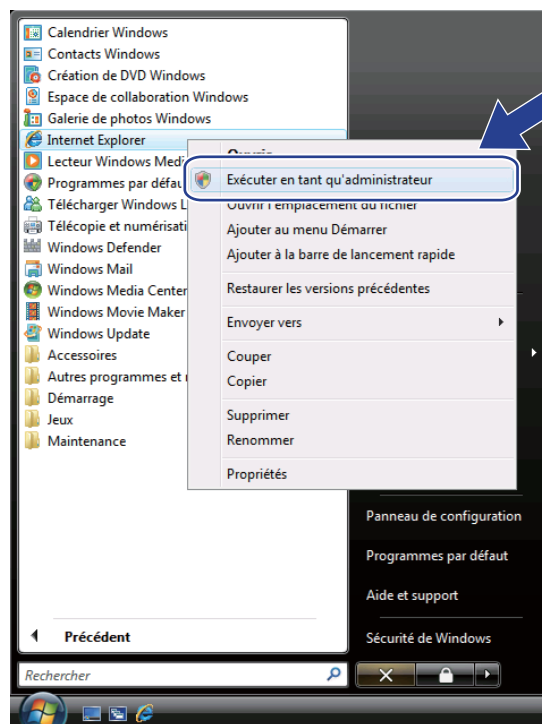 Calendrier Windows
Contacts Windows
Création de DVD Windows
Espace de collaboration Windows
Galerie de photos Windows
Internet Explorer
Lecteur Windows Medi
Programmes par défau
Télécharger Windows L
Télécopie et numérisati
Windows Defender
Windows Mail
Windows Media Center
Windows Movie Maker
Windows Update
Accessoires
Autres programmes et
Démarrage
Jeux
Maintenance
Précédent
Rechercher
Exécuter en tant qu'administrateur
Ouvrir l'emplacement du fichier
Ajouter au menu Démarrer
Ajouter à la barre de lancement rapide
Restaurer les versions précédentes
Envoyer vers
Couper
Copier
Supprimer
Renommer
Propriétés
Panneau de configuration
Programmes par défaut
Aide et support
Sécurité de Windows